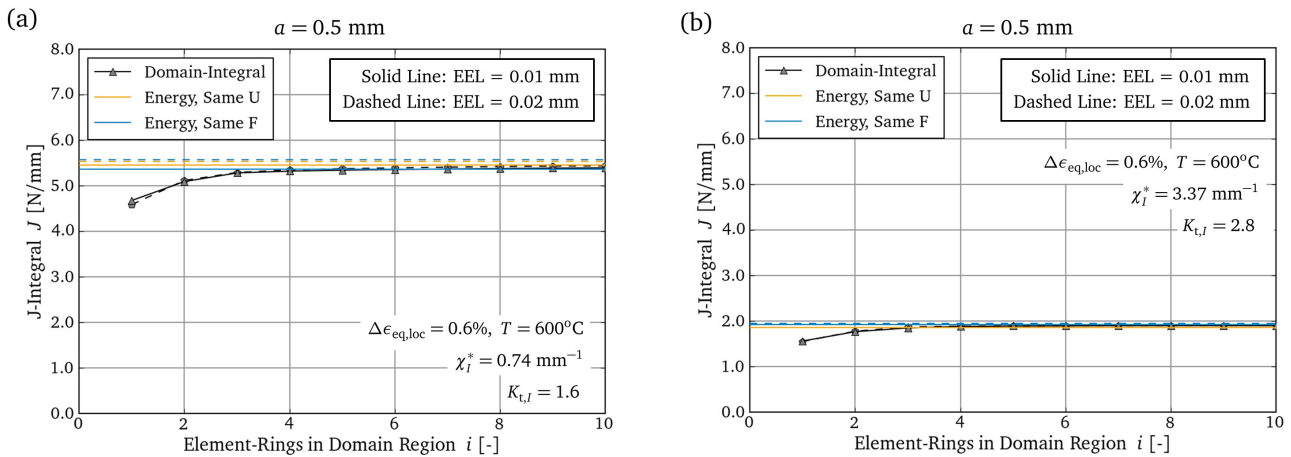 (a)
a = 0.5 mm
J-Integral J [N/mm]
8.0
7.0
6.0
5.0
4.0
3.0
2.0
1.0
0.0
Domain-Integral
Energy, Same U
Energy, Same F
Solid Line: EEL = 0.01 mm
Dashed Line: EEL = 0.02 mm
Δϵeq,loc = 0.6%, T = 600°C
χ*I = 0.74 mm⁻¹
Kt,I = 1.6
0 2 4 6 8 10
Element-Rings in Domain Region i [-]
(b)
a = 0.5 mm
J-Integral J [N/mm]
8.0
7.0
6.0
5.0
4.0
3.0
2.0
1.0
0.0
Domain-Integral
Energy, Same U
Energy, Same F
Solid Line: EEL = 0.01 mm
Dashed Line: EEL = 0.02 mm
Δϵeq,loc = 0.6%, T = 600°C
χ*I = 3.37 mm⁻¹
Kt,I = 2.8
0 2 4 6 8 10
Element-Rings in Domain Region i [-]